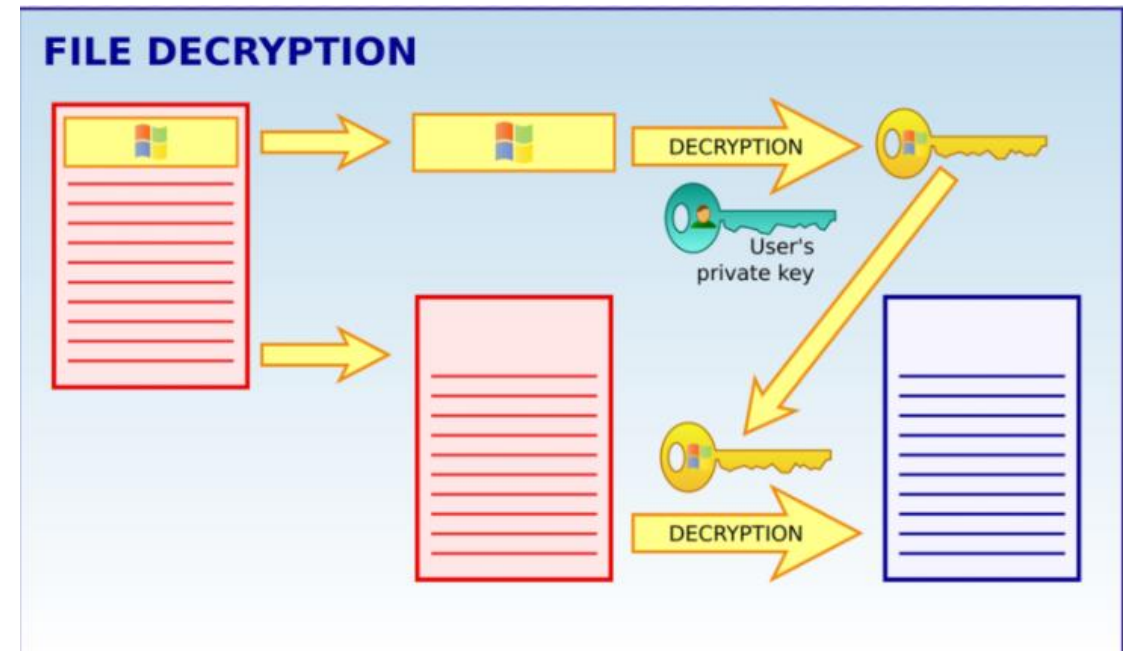 FILE DECRYPTION
DECRYPTION
User's
private key
DECRYPTION